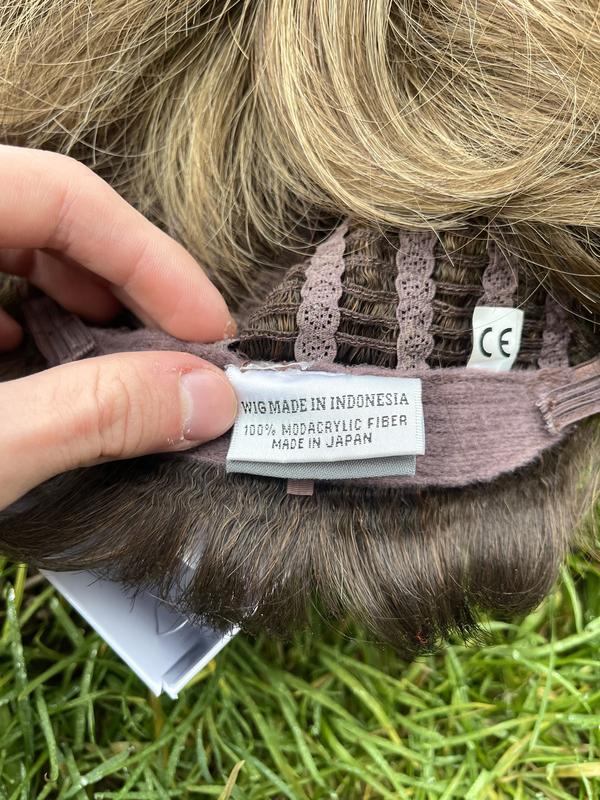 CE
WIG MADE IN INDONESIA
100% MODACRYLIC FIBER
MADE IN JAPAN